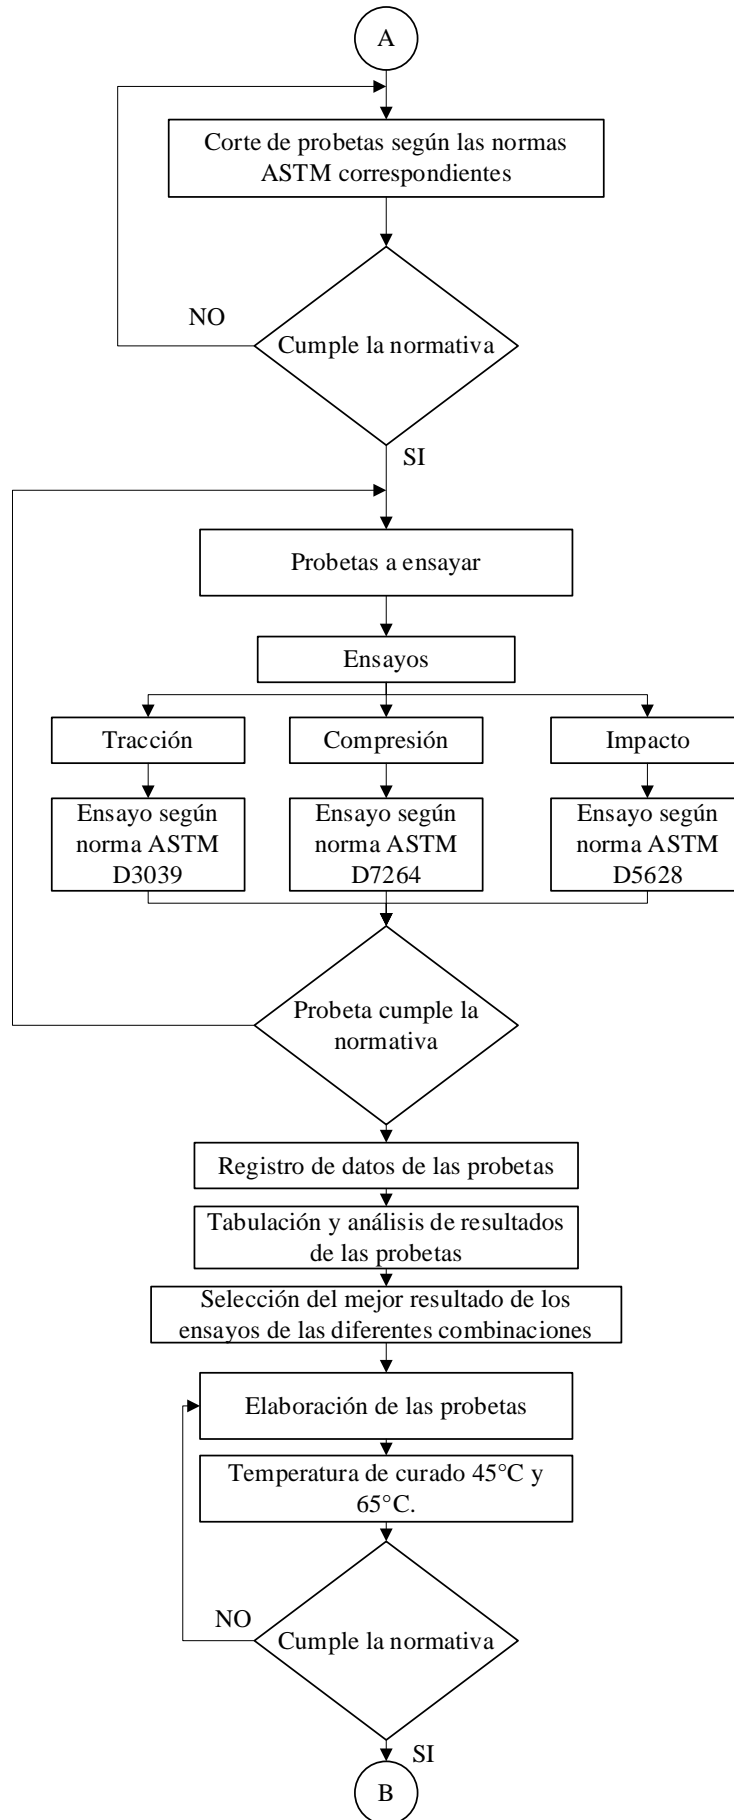 A
Corte de probetas según las normas
ASTM correspondientes
NO
Cumple la normativa
SI
Probetas a ensayar
Ensayos
Tracción
Compresión
Impacto
Ensayo según
norma ASTM
D3039
Ensayo según
norma ASTM
D7264
Ensayo según
norma ASTM
D5628
Probeta cumple la
normativa
Registro de datos de las probetas
Tabulación y análisis de resultados
de las probetas
Selección del mejor resultado de los
ensayos de las diferentes combinaciones
Elaboración de las probetas
Temperatura de curado 45°C y
65°C.
NO
Cumple la normativa
SI
B